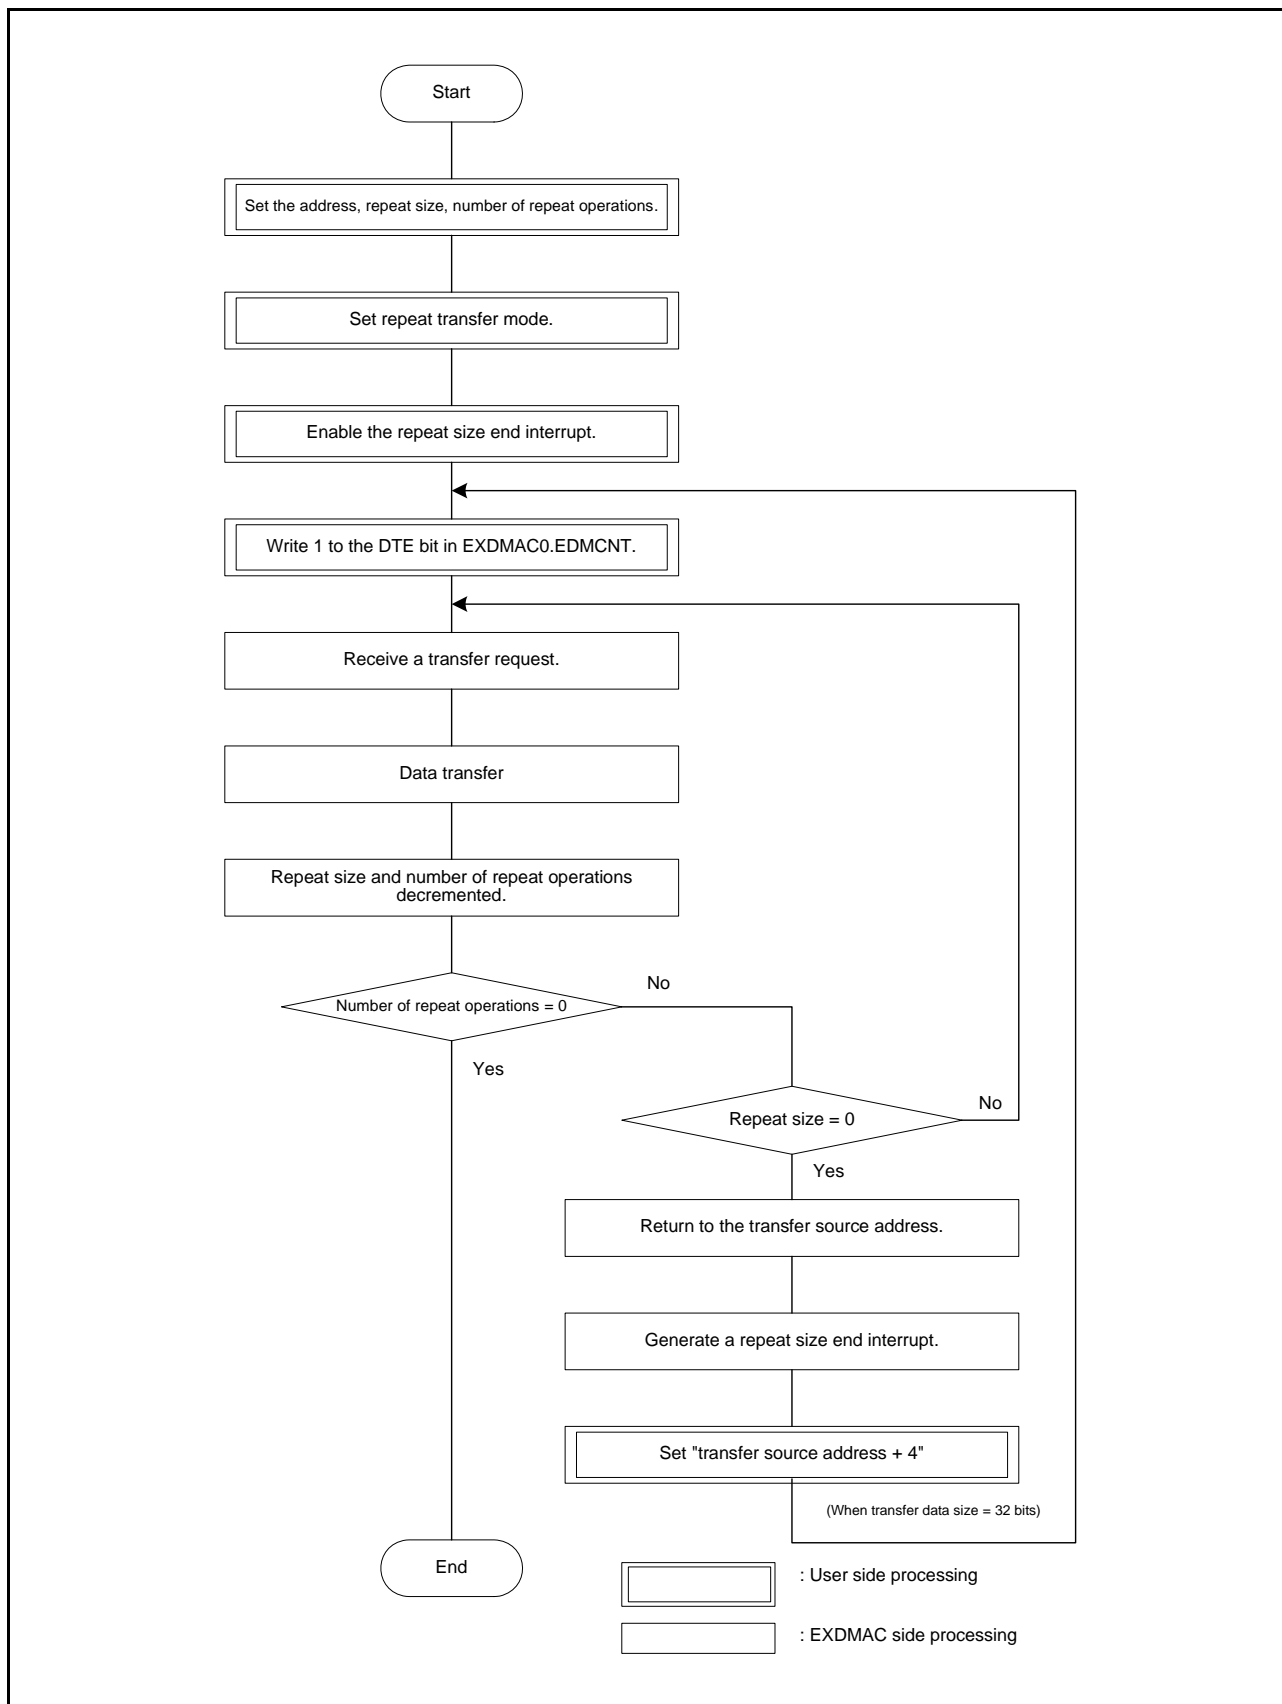 Start
Set the address, repeat size, number of repeat operations.
Set repeat transfer mode.
Enable the repeat size end interrupt.
Write 1 to the DTE bit in EXDMAC0.EDMCNT.
Receive a transfer request.
Data transfer
Repeat size and number of repeat operations
decremented.
No
Number of repeat operations = 0
Yes
No
Repeat size = 0
Yes
Return to the transfer source address.
Generate a repeat size end interrupt.
Set "transfer source address + 4"
(When transfer data size = 32 bits)
End
: User side processing
: EXDMAC side processing